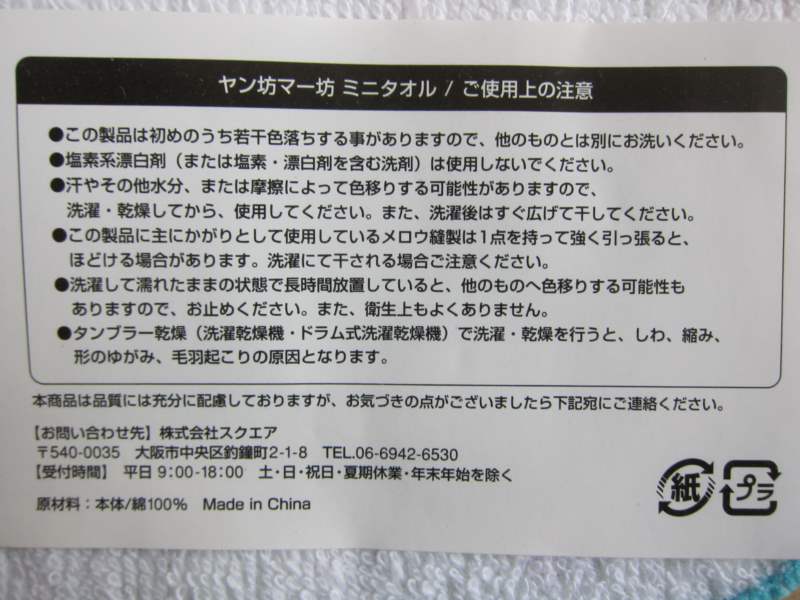 ヤン坊マー坊 ミニタオル / ご使用上の注意
●この製品は初めのうち若干色落ちする事がありますので、他のものとは別にお洗いください。
●塩素系漂白剤（または塩素・漂白剤を含む洗剤）は使用しないでください。
●汗やその他水分、または摩擦によって色移りする可能性がありますので、
洗濯・乾燥してから、使用してください。また、洗濯後はすぐ広げて干してください。
●この製品に主にかがりとして使用しているメロウ縫製は1点を持って強く引っ張ると、
ほどける場合があります。洗濯にて干される場合ご注意ください。
●洗濯して濡れたままの状態で長時間放置していると、他のものへ色移りする可能性も
ありますので、お止めください。また、衛生上もよくありません。
●タンブラー乾燥（洗濯乾燥機・ドラム式洗濯乾燥機）で洗濯・乾燥を行うと、しわ、縮み、
形のゆがみ、毛羽起こりの原因となります。
本商品は品質には充分に配慮しておりますが、お気づきの点がございましたら下記宛にご連絡ください。
【お問い合わせ先】株式会社スクエア
〒540-0035 大阪市中央区釣鐘町2-1-8 TEL.06-6942-6530
【受付時間】 平日 9:00-18:00 土・日・祝日・夏期休業・年末年始を除く
原材料：本体/綿100% Made in China
紙 プラ